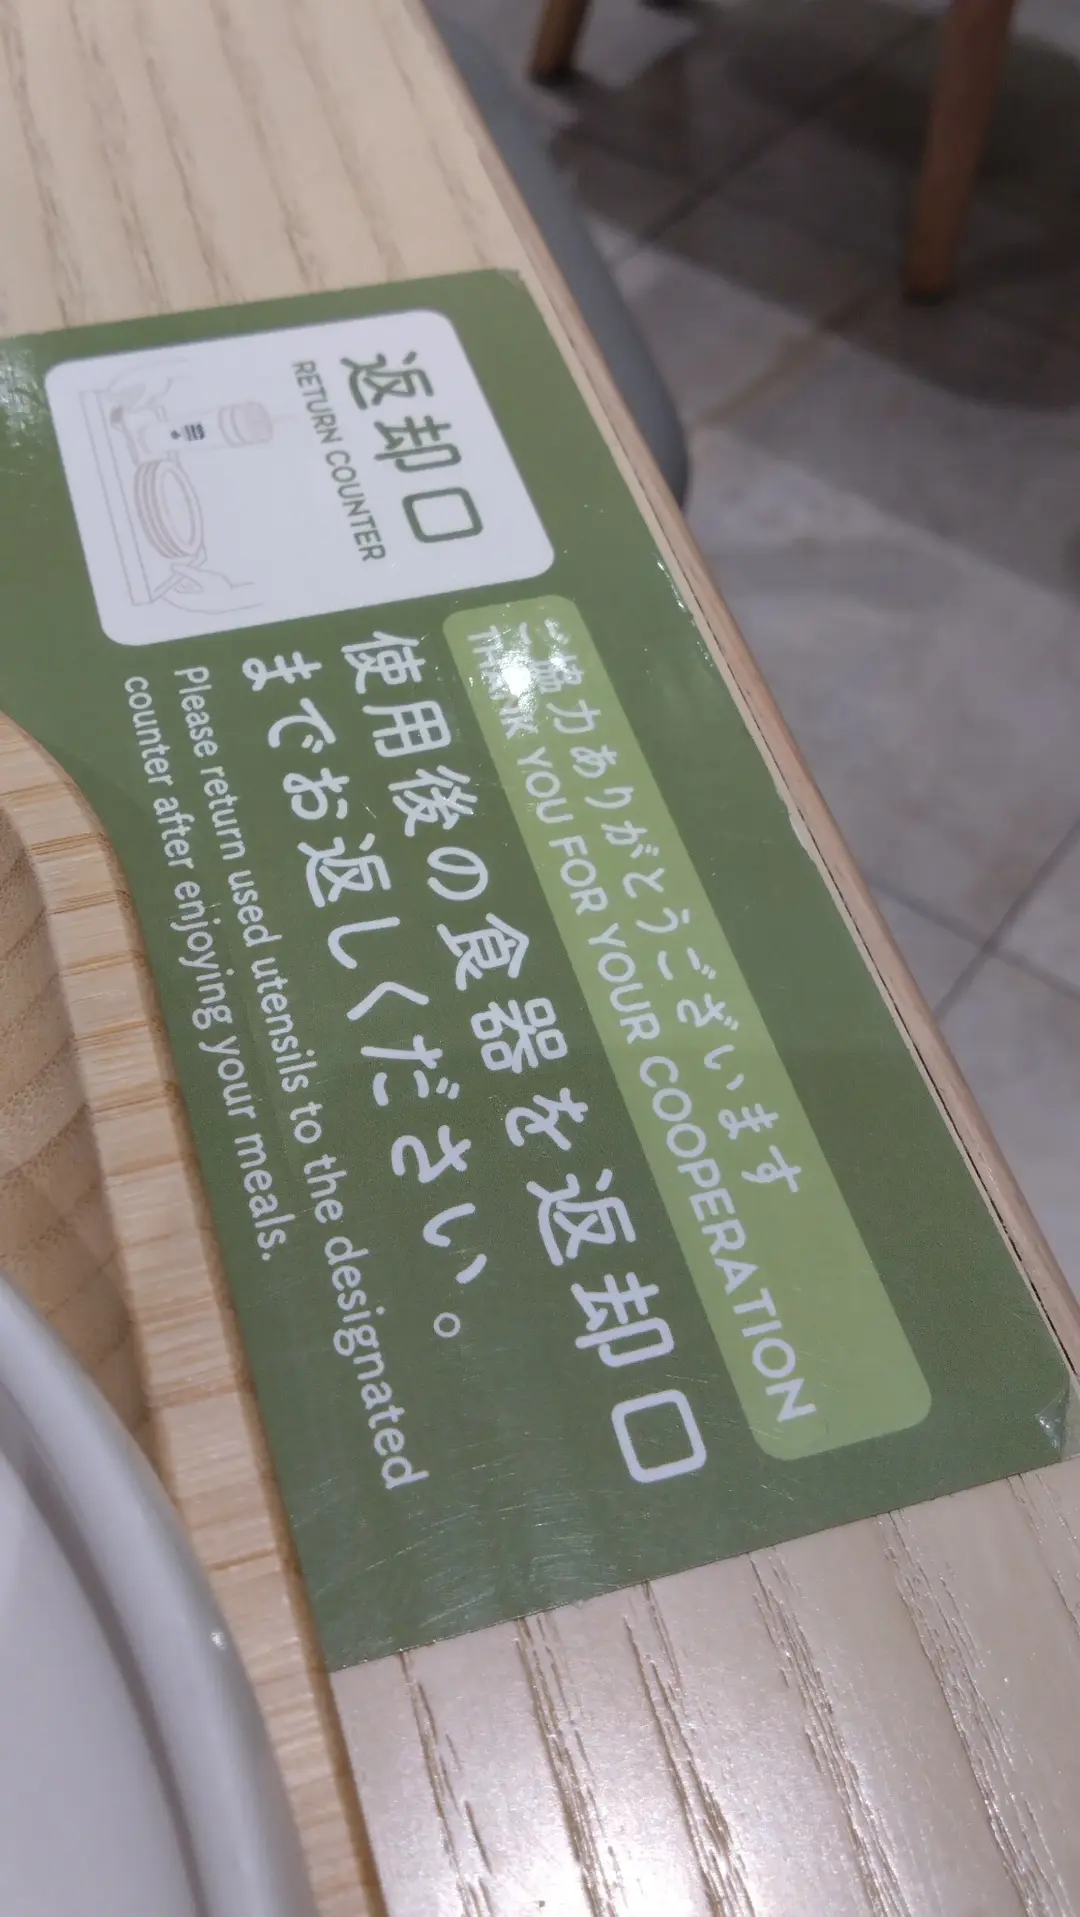 返却口
RETURN COUNTER
ご協力ありがとうございます
THANK YOU FOR YOUR COOPERATION
使用後の食器を返却口
までお返しください。
Please return used utensils to the designated
counter after enjoying your meals.